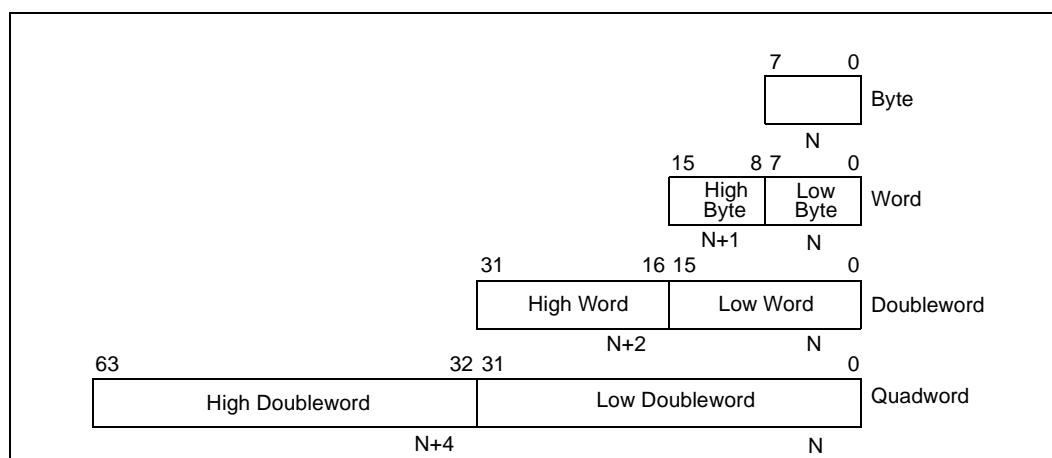 7 0
Byte
N
15 8 7 0
High Byte Low Byte
Word
N+1 N
31 16 15 0
High Word Low Word Doubleword
N+2 N
63 32 31 0
High Doubleword Low Doubleword Quadword
N+4 N